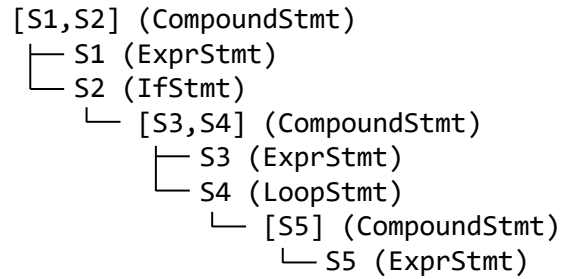 [S1,S2] (CompoundStmt)
S1 (ExprStmt)
S2 (IfStmt)
[S3,S4] (CompoundStmt)
S3 (ExprStmt)
S4 (LoopStmt)
[S5] (CompoundStmt)
S5 (ExprStmt)